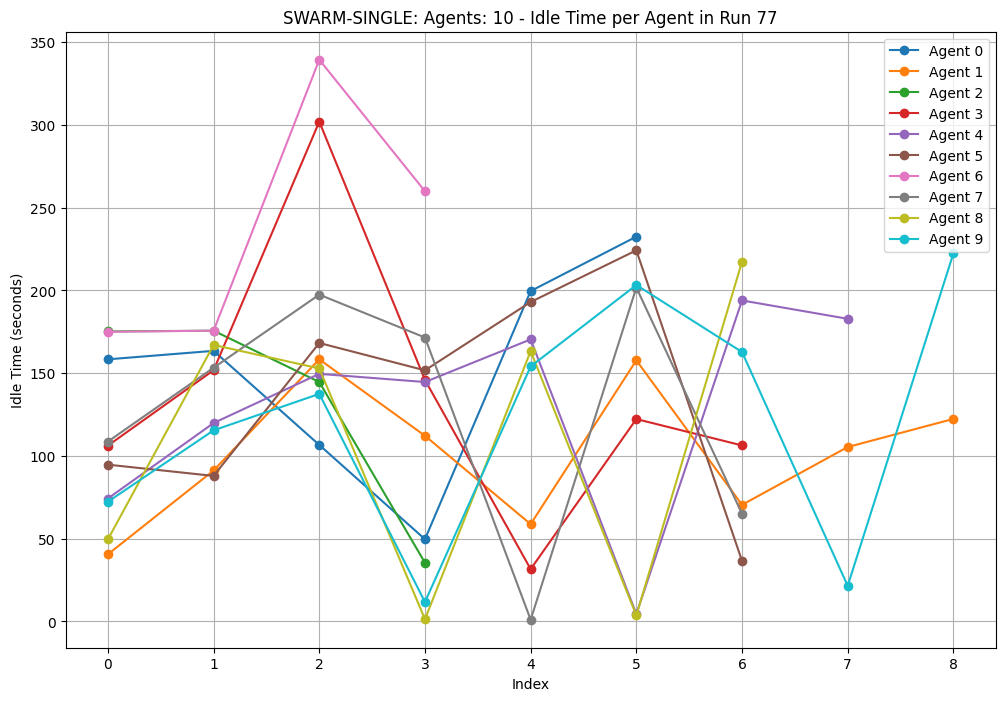 SWARM-SINGLE: Agents: 10 - Idle Time per Agent in Run 77
350
300
250
200
150
100
50
0
Idle Time (seconds)
0 1 2 3 4 5 6 7 8
Index
Agent 0
Agent 1
Agent 2
Agent 3
Agent 4
Agent 5
Agent 6
Agent 7
Agent 8
Agent 9